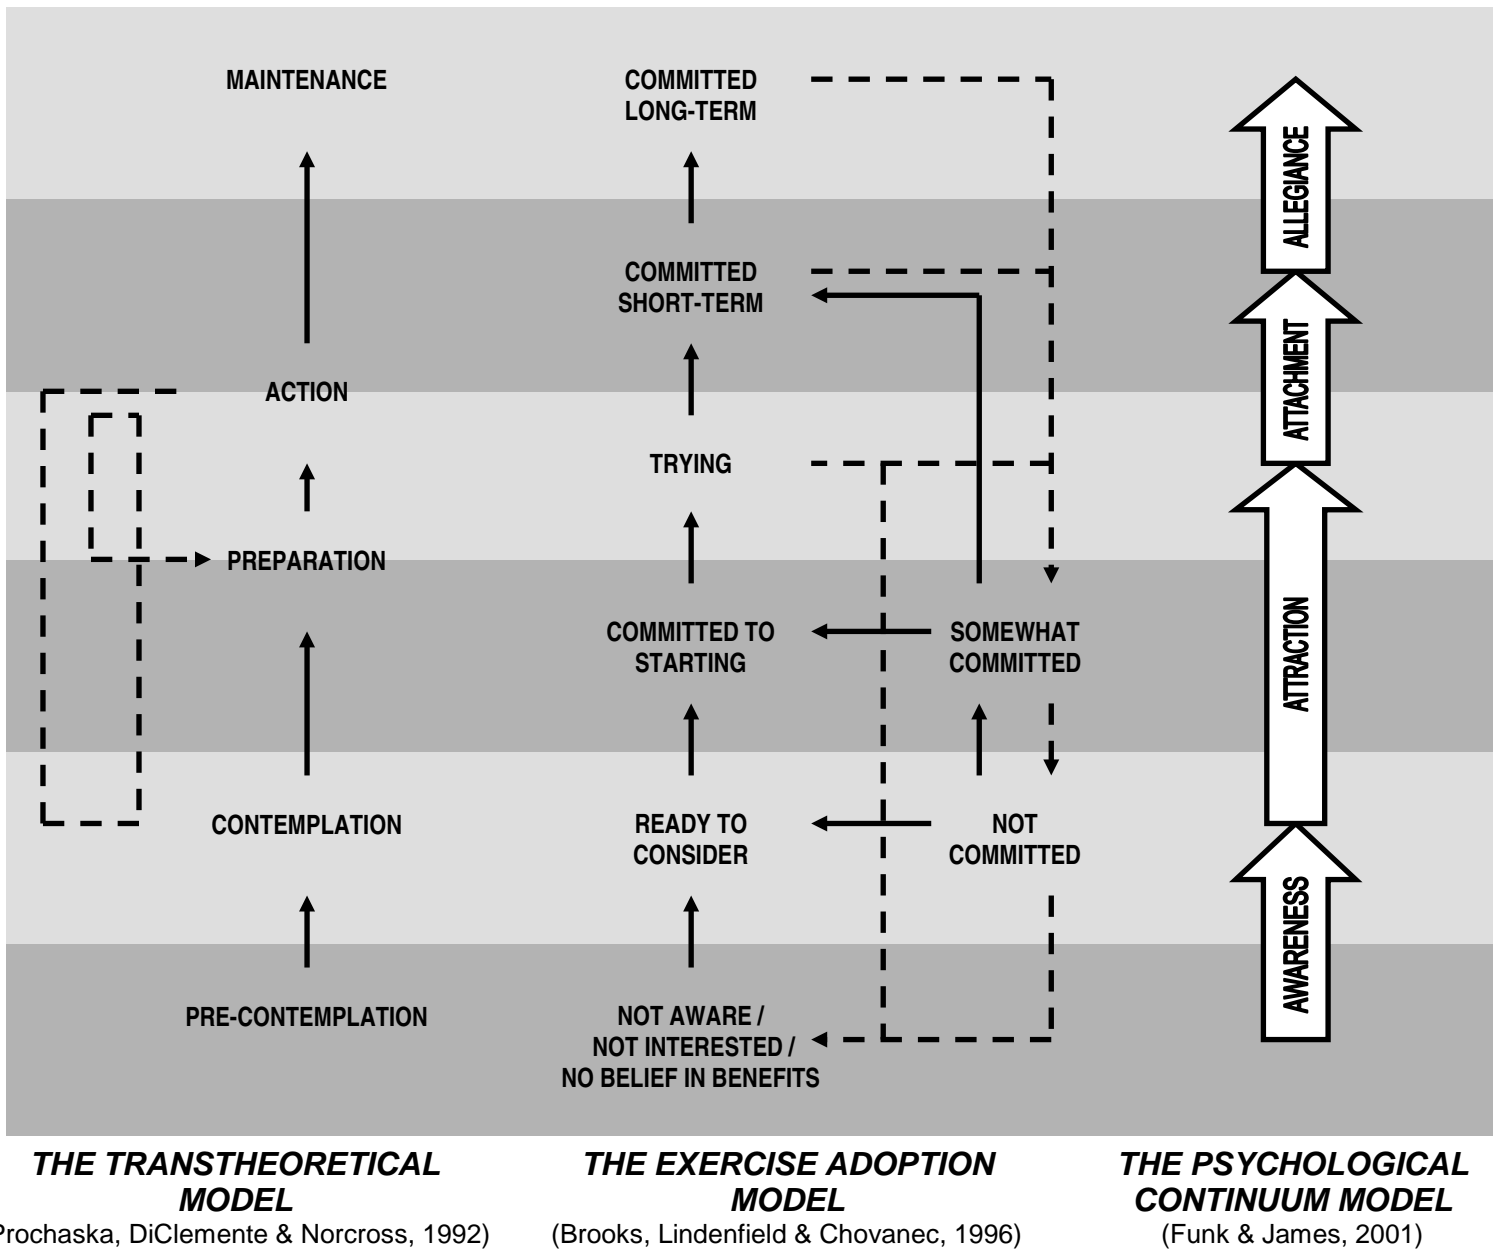 MAINTENANCE
ACTION
PREPARATION
CONTEMPLATION
PRE-CONTEMPLATION
COMMITTED
LONG-TERM
COMMITTED
SHORT-TERM
TRYING
COMMITTED TO
STARTING
READY TO
CONSIDER
NOT AWARE /
NOT INTERESTED /
NO BELIEF IN BENEFITS
SOMEWHAT
COMMITTED
NOT
COMMITTED
ALLEGIANCE
ATTACHMENT
ATTRACTION
AWARENESS
THE TRANSTHEORETICAL
MODEL
Prochaska, DiClemente & Norcross, 1992)
THE EXERCISE ADOPTION
MODEL
(Brooks, Lindenfield & Chovanec, 1996)
THE PSYCHOLOGICAL
CONTINUUM MODEL
(Funk & James, 2001)